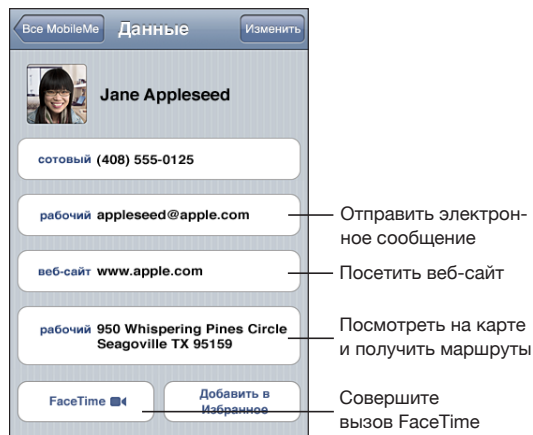 Все MobileMe Данные Изменить
Jane Appleseed
сотовый (408) 555-0125
рабочий appleseed@apple.com
Отправить электрон-
ное сообщение
веб-сайт www.apple.com
Посетить веб-сайт
рабочий 950 Whispering Pines Circle
Seagoville TX 95159
Посмотреть на карте
и получить маршруты
FaceTime
Добавить в
Избранное
Совершите
вызов FaceTime